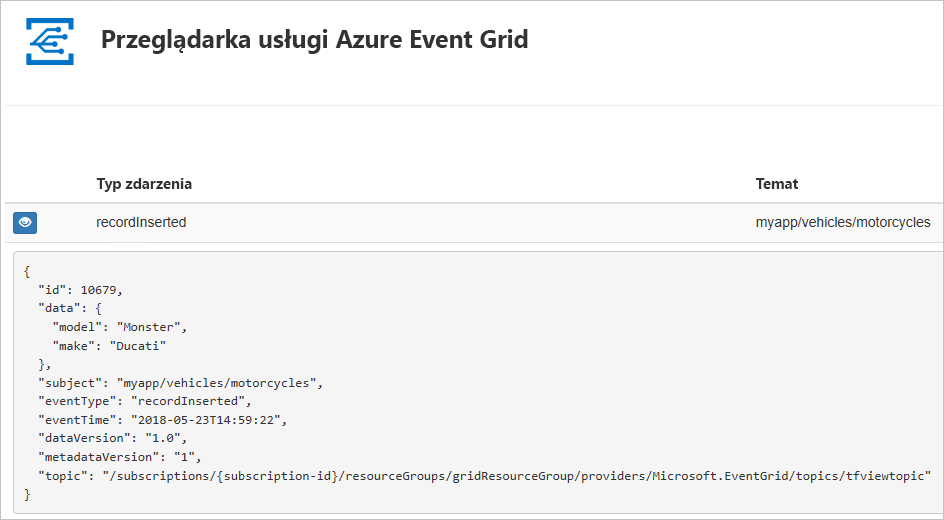 Przeglądarka usługi Azure Event Grid
Typ zdarzenia Temat
recordInserted myapp/vehicles/motorcycles
{
"id": 10679,
"data": {
"model": "Monster",
"make": "Ducati"
},
"subject": "myapp/vehicles/motorcycles",
"eventType": "recordInserted",
"eventTime": "2018-05-23T14:59:22",
"dataVersion": "1.0",
"metadataVersion": "1",
"topic": "/subscriptions/{subscription-id}/resourceGroups/gridResourceGroup/providers/Microsoft.EventGrid/topics/tfviewtopic"
}